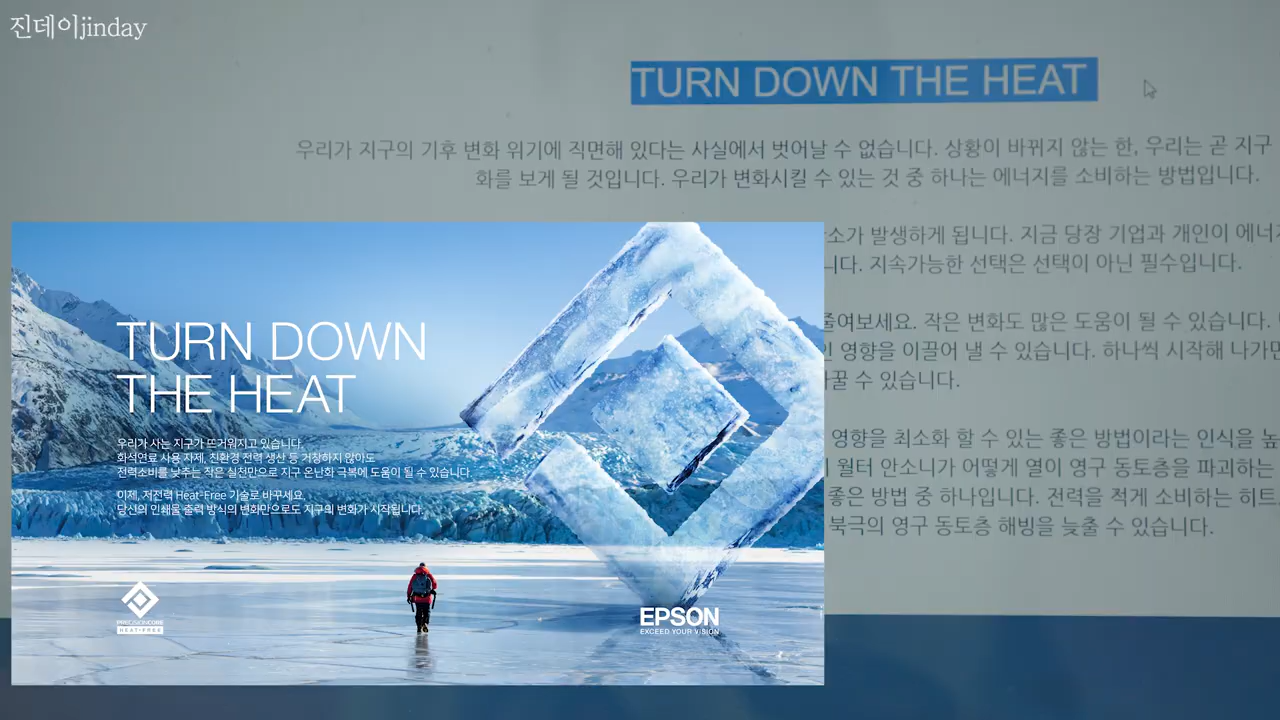 진데이jinday
TURN DOWN THE HEAT
우리가 지구의 기후 변화 위기에 직면해 있다는 사실에서 벗어날 수 없습니다. 상황이 바뀌지 않는 한, 우리는 곧 지구
화를 보게 될 것입니다. 우리가 변화시킬 수 있는 것 중 하나는 에너지를 소비하는 방법입니다.
소가 발생하게 됩니다. 지금 당장 기업과 개인이 에너지
니다. 지속가능한 선택은 선택이 아닌 필수입니다.
줄여보세요. 작은 변화도 많은 도움이 될 수 있습니다.
영향을 이끌어 낼 수 있습니다. 하나씩 시작해 나가면
바꿀 수 있습니다.
영향을 최소화 할 수 있는 좋은 방법이라는 인식을 높
월터 안소니가 어떻게 열이 영구 동토층을 파괴하는
좋은 방법 중 하나입니다. 전력을 적게 소비하는 히트
북극의 영구 동토층 해빙을 늦출 수 있습니다.
TURN DOWN
THE HEAT
우리가 사는 지구가 뜨거워지고 있습니다.
화석연료 사용 자제, 친환경 전력 생산 등 거창하지 않아도
전력소비를 낮추는 작은 실천만으로 지구 온난화 극복에 도움이 될 수 있습니다.
이제, 저전력 Heat-Free 기술로 바꾸세요.
당신의 인쇄물 출력 방식의 변화만으로도 지구의 변화가 시작됩니다.
PRECISIONCORE
HEAT-FREE
EPSON
EXCEED YOUR VISION